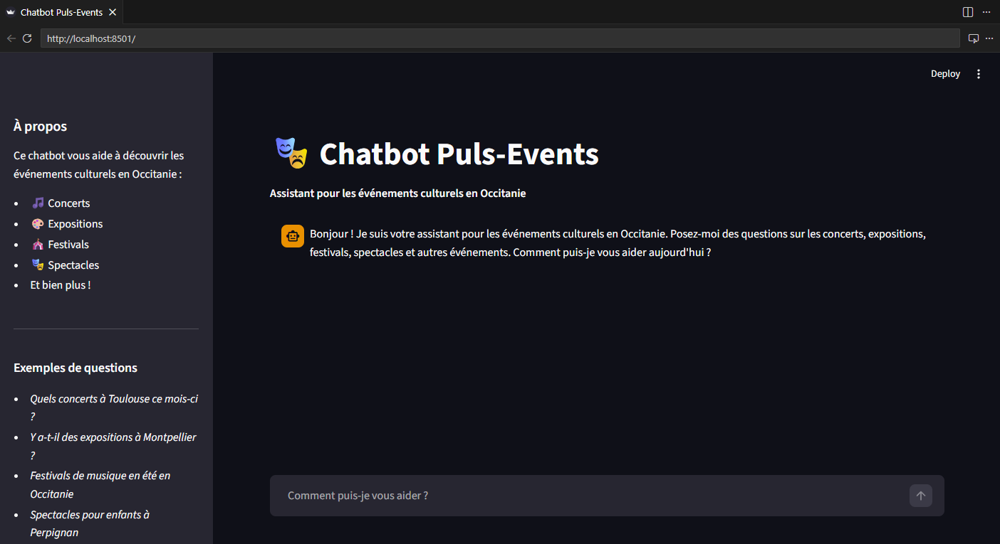 Chatbot Puls-Events
http://localhost:8501/
Deploy
À propos
Ce chatbot vous aide à découvrir les
événements culturels en Occitanie :
🎵 Concerts
🎨 Expositions
🎪 Festivals
🎭 Spectacles
Et bien plus !
Exemples de questions
Quels concerts à Toulouse ce mois-ci
?
Y a-t-il des expositions à Montpellier
?
Festivals de musique en été en
Occitanie
Spectacles pour enfants à
Perpignan
🎭 Chatbot Puls-Events
Assistant pour les événements culturels en Occitanie
Bonjour ! Je suis votre assistant pour les événements culturels en Occitanie. Posez-moi des questions sur les concerts, expositions,
festivals, spectacles et autres événements. Comment puis-je vous aider aujourd'hui ?
Comment puis-je vous aider ?